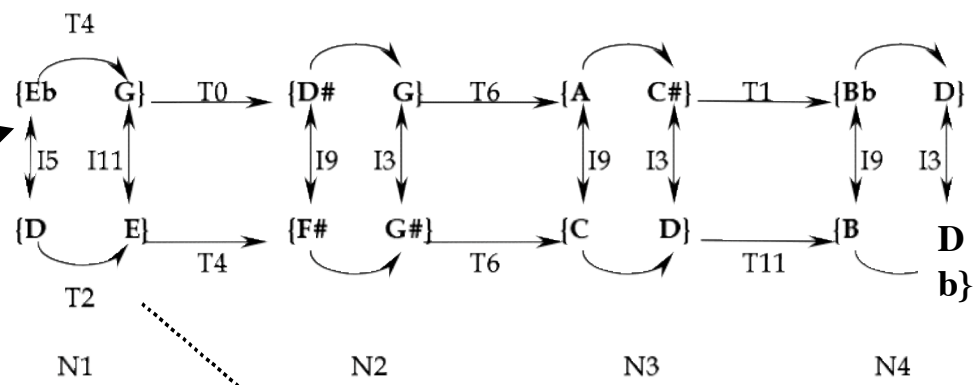 T4
{Eb G} T0 {D# G} T6 {A C#} T1 {Bb D}
I5 I11 I9 I3 I9 I3 I9 I3
{D E} T4 {F# G#} T6 {C D} T11 {B D
b}
T2
N1 N2 N3 N4